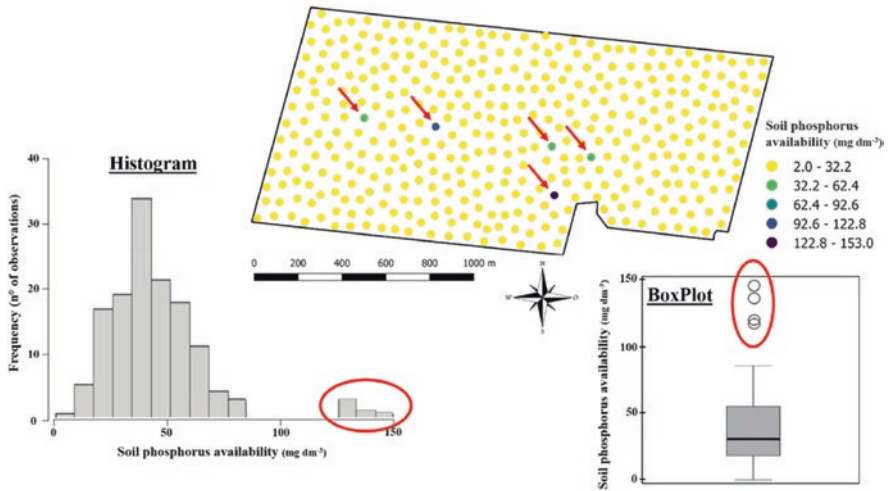 Soil phosphorus
availability (mg dm⁻³)
2.0 - 32.2
32.2 - 62.4
62.4 - 92.6
92.6 - 122.8
122.8 - 153.0
0 200 400 600 800 1000 m
N
W O
S
Histogram
Frequency (n° of observations)
40
30
20
10
0
0 50 100 150
Soil phosphorus availability (mg dm⁻³)
BoxPlot
Soil phosphorus availability (mg dm⁻³)
150
100
50
0